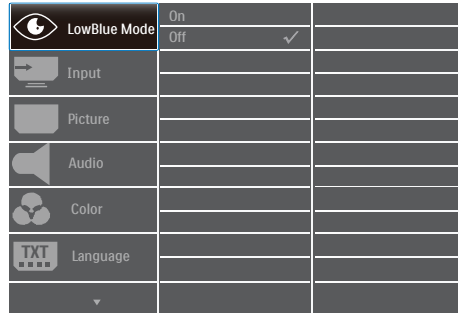 LowBlue Mode
On
Off
Input
Picture
Audio
Color
TXT
Language